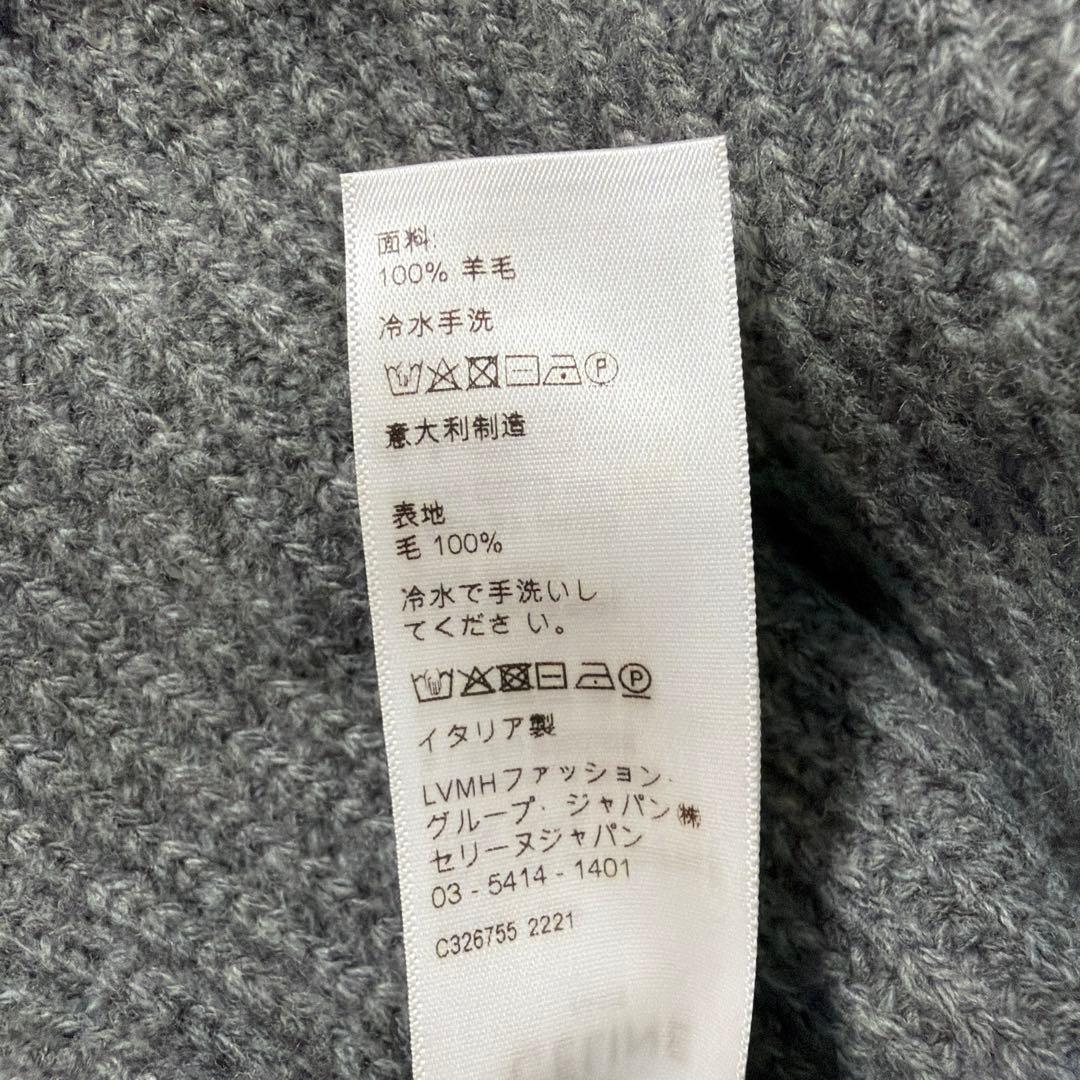 面料:
100% 羊毛
冷水手洗
P
意大利制造
表地
毛 100%
冷水で手洗いし
てくださ い。
P
イタリア製
LVMHファッション・
グループ・ジャパン㈱
セリーヌジャパン
03 - 5414 - 1401
C326755 2221